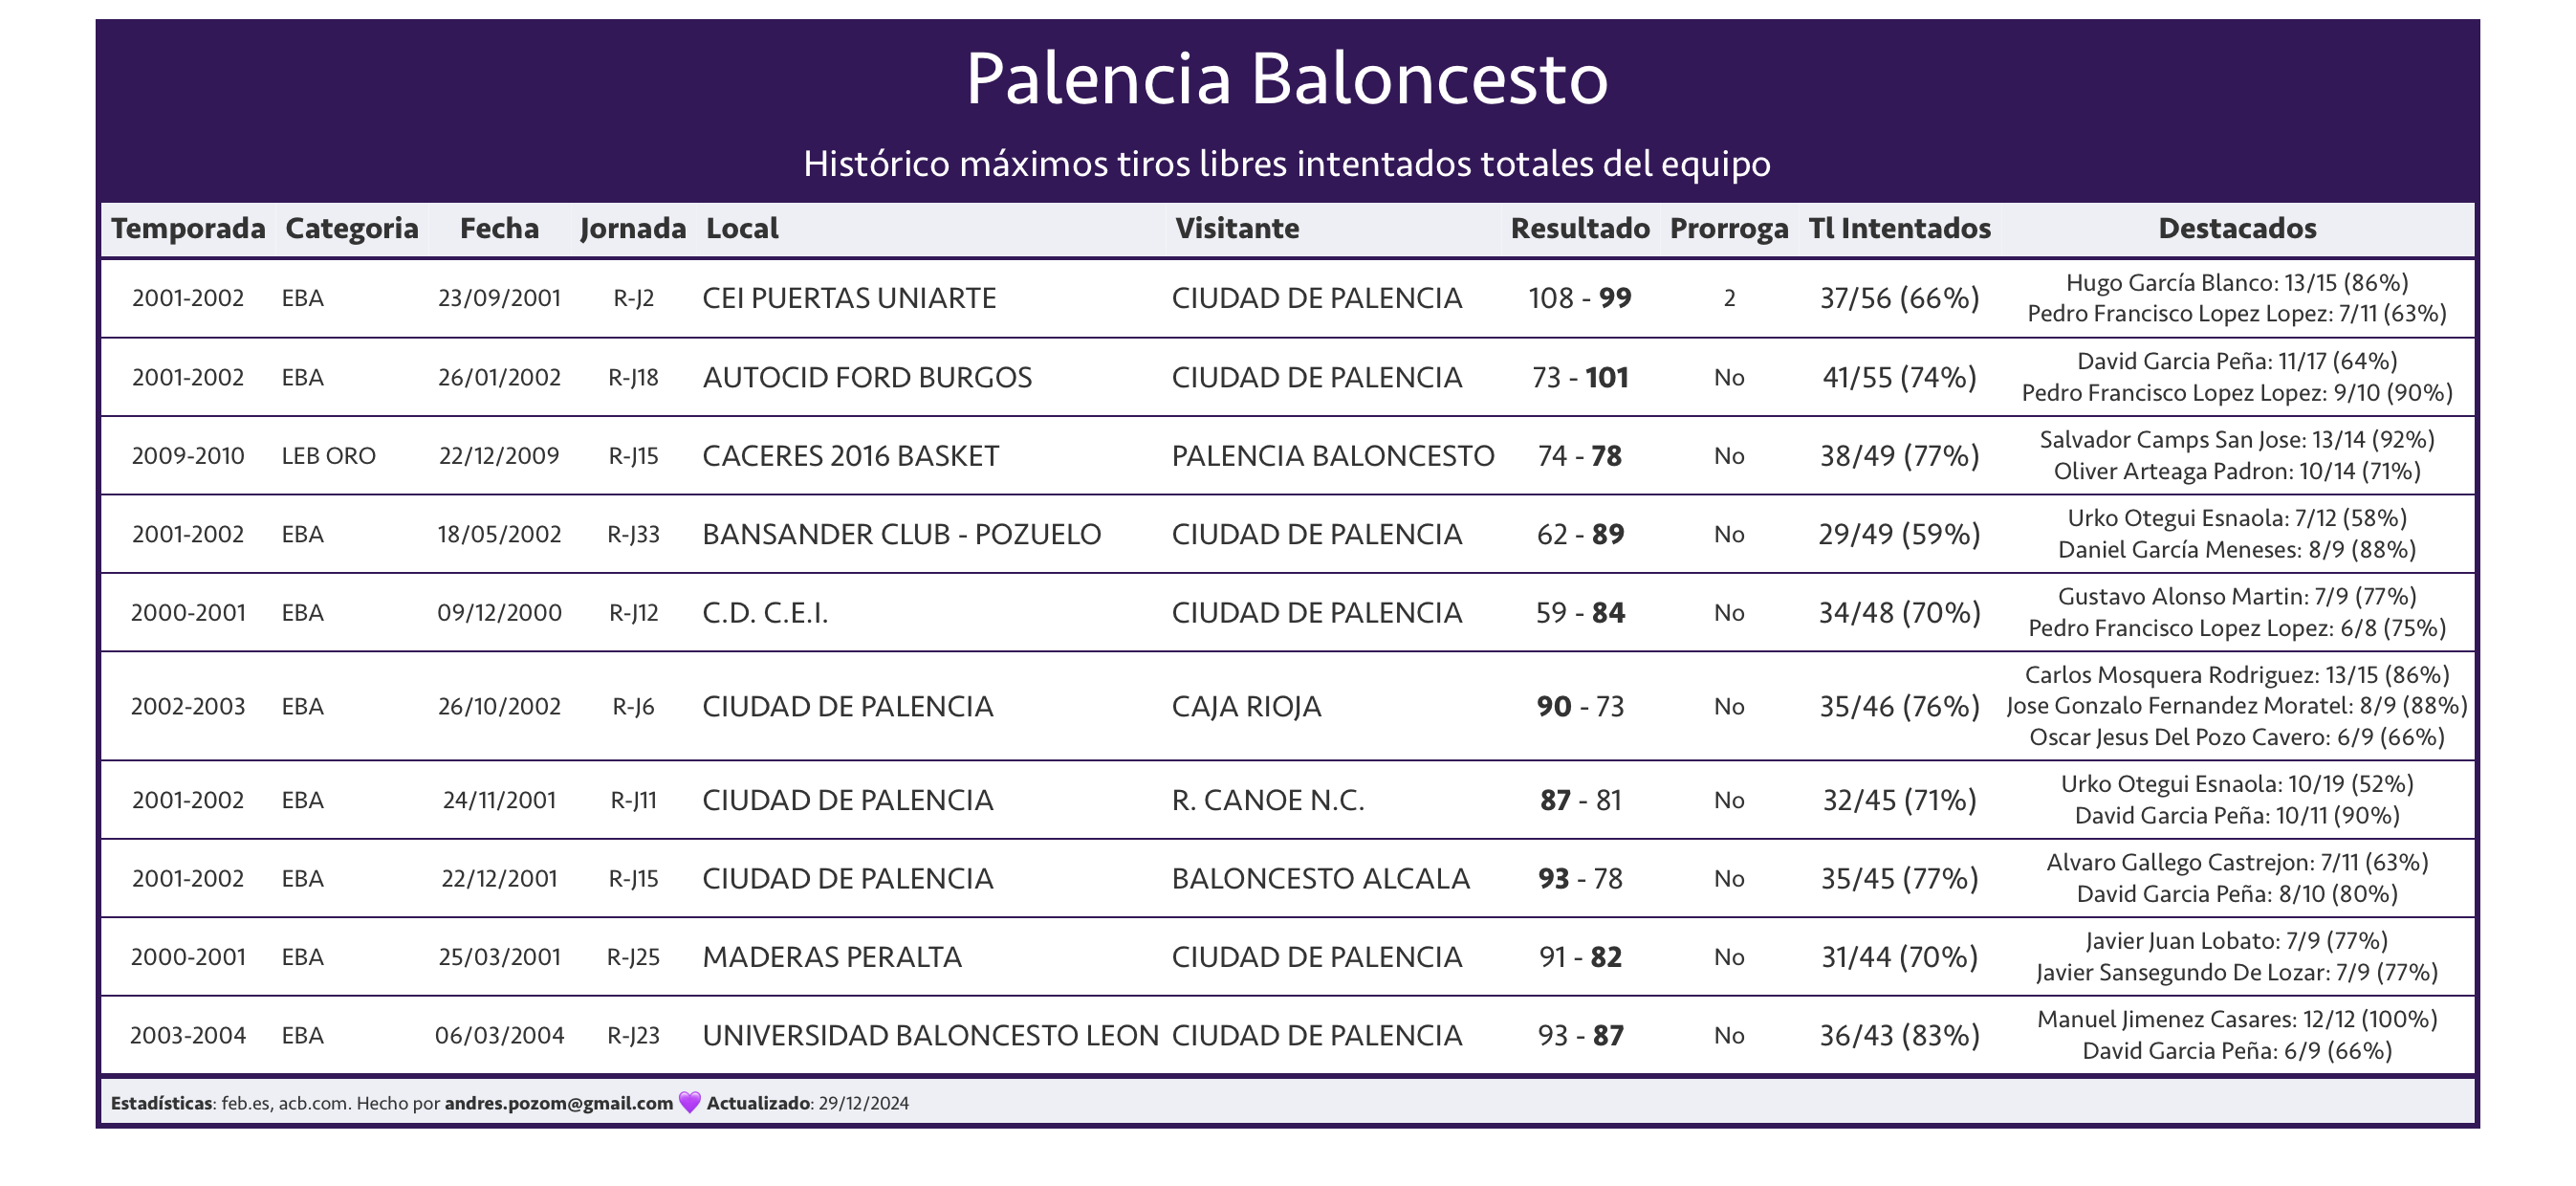 Palencia Baloncesto
Histórico máximos tiros libres intentados totales del equipo
Temporada Categoria Fecha Jornada Local Visitante Resultado Prorroga Tl Intentados Destacados
2001-2002 EBA 23/09/2001 R-J2 CEI PUERTAS UNIARTE CIUDAD DE PALENCIA 108 - 99 2 37/56 (66%) Hugo García Blanco: 13/15 (86%)
Pedro Francisco Lopez Lopez: 7/11 (63%)
2001-2002 EBA 26/01/2002 R-J18 AUTOCID FORD BURGOS CIUDAD DE PALENCIA 73 - 101 No 41/55 (74%) David Garcia Peña: 11/17 (64%)
Pedro Francisco Lopez Lopez: 9/10 (90%)
2009-2010 LEB ORO 22/12/2009 R-J15 CACERES 2016 BASKET PALENCIA BALONCESTO 74 - 78 No 38/49 (77%) Salvador Camps San Jose: 13/14 (92%)
Oliver Arteaga Padron: 10/14 (71%)
2001-2002 EBA 18/05/2002 R-J33 BANSANDER CLUB - POZUELO CIUDAD DE PALENCIA 62 - 89 No 29/49 (59%) Urko Otegui Esnaola: 7/12 (58%)
Daniel García Meneses: 8/9 (88%)
2000-2001 EBA 09/12/2000 R-J12 C.D. C.E.I. CIUDAD DE PALENCIA 59 - 84 No 34/48 (70%) Gustavo Alonso Martin: 7/9 (77%)
Pedro Francisco Lopez Lopez: 6/8 (75%)
2002-2003 EBA 26/10/2002 R-J6 CIUDAD DE PALENCIA CAJA RIOJA 90 - 73 No 35/46 (76%) Carlos Mosquera Rodriguez: 13/15 (86%)
Jose Gonzalo Fernandez Moratel: 8/9 (88%)
Oscar Jesus Del Pozo Cavero: 6/9 (66%)
2001-2002 EBA 24/11/2001 R-J11 CIUDAD DE PALENCIA R. CANOE N.C. 87 - 81 No 32/45 (71%) Urko Otegui Esnaola: 10/19 (52%)
David Garcia Peña: 10/11 (90%)
2001-2002 EBA 22/12/2001 R-J15 CIUDAD DE PALENCIA BALONCESTO ALCALA 93 - 78 No 35/45 (77%) Alvaro Gallego Castrejon: 7/11 (63%)
David Garcia Peña: 8/10 (80%)
2000-2001 EBA 25/03/2001 R-J25 MADERAS PERALTA CIUDAD DE PALENCIA 91 - 82 No 31/44 (70%) Javier Juan Lobato: 7/9 (77%)
Javier Sansegundo De Lozar: 7/9 (77%)
2003-2004 EBA 06/03/2004 R-J23 UNIVERSIDAD BALONCESTO LEON CIUDAD DE PALENCIA 93 - 87 No 36/43 (83%) Manuel Jimenez Casares: 12/12 (100%)
David Garcia Peña: 6/9 (66%)
Estadísticas: feb.es, acb.com. Hecho por andres.pozom@gmail.com 💜 Actualizado: 29/12/2024